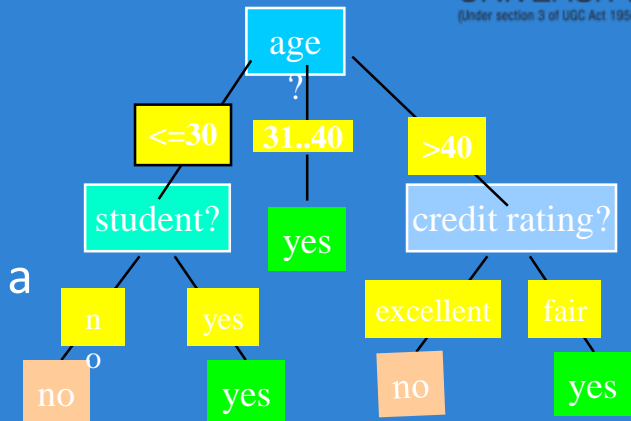 (Under section 3 of UGC Act 195
age
?
<=30
31..40
>40
student?
yes
credit rating?
a
n
o
yes
excellent
fair
no
yes
no
yes